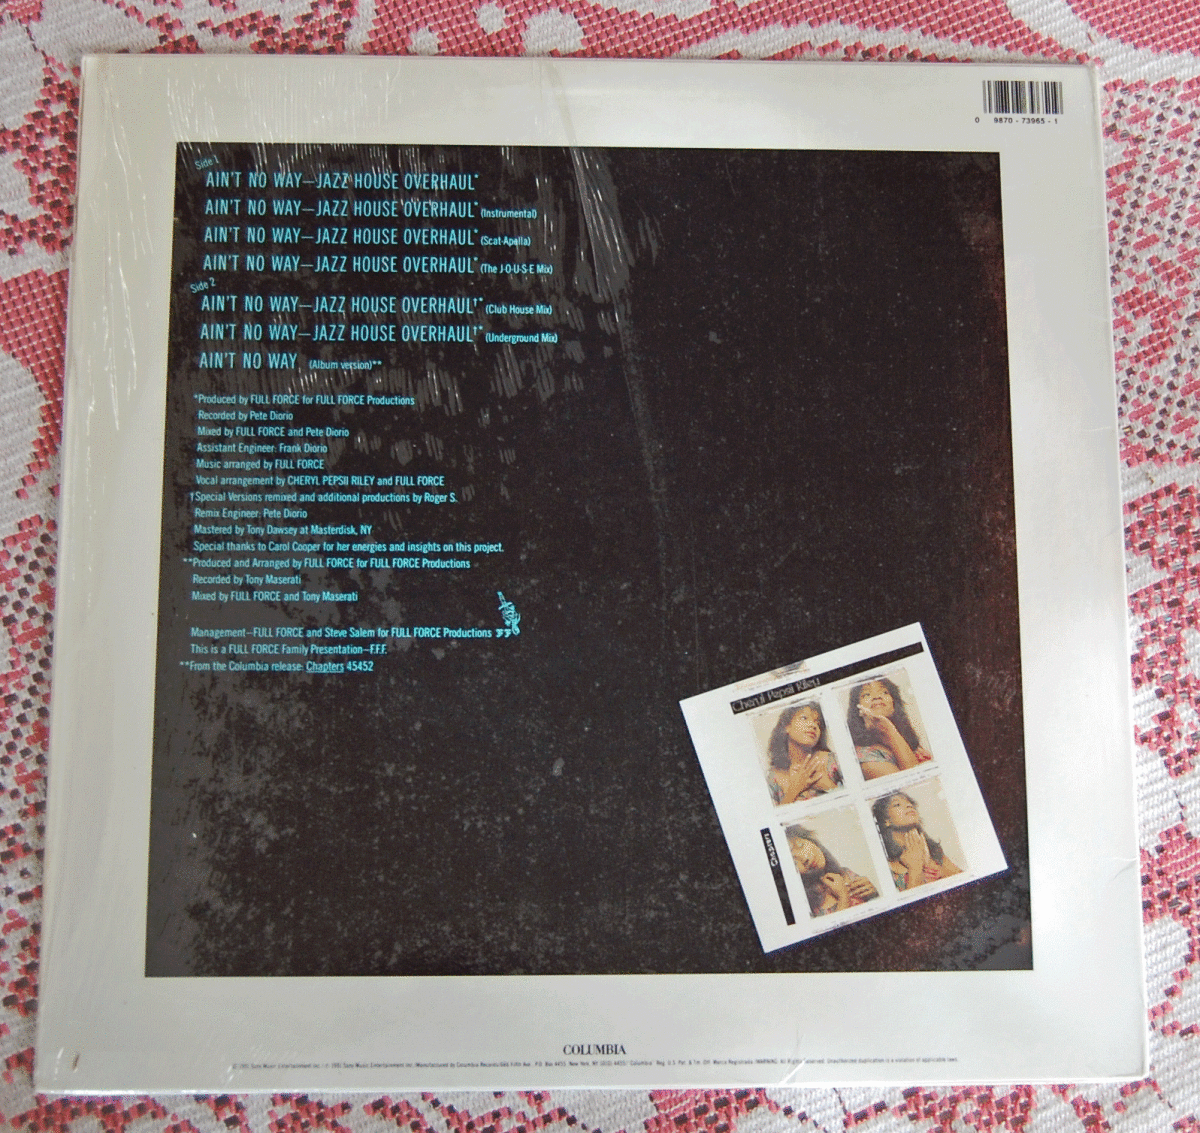 0 9870 - 73965 - 1
Side 1
AIN'T NO WAY—JAZZ HOUSE OVERHAUL*
AIN'T NO WAY—JAZZ HOUSE OVERHAUL* (Instrumental)
AIN'T NO WAY—JAZZ HOUSE OVERHAUL* (Scat-Apella)
AIN'T NO WAY—JAZZ HOUSE OVERHAUL* (The J-O-U-S-E Mix)
Side 2
AIN'T NO WAY—JAZZ HOUSE OVERHAUL†* (Club House Mix)
AIN'T NO WAY—JAZZ HOUSE OVERHAUL†* (Underground Mix)
AIN'T NO WAY (Album version)**
*Produced by FULL FORCE for FULL FORCE Productions
Recorded by Pete Diorio
Mixed by FULL FORCE and Pete Diorio
Assistant Engineer: Frank Diorio
Music arranged by FULL FORCE
Vocal arrangement by CHERYL PEPSII RILEY and FULL FORCE
†Special Versions remixed and additional productions by Roger S.
Remix Engineer: Pete Diorio
Mastered by Tony Dawsey at Masterdisk, NY
Special thanks to Carol Cooper for her energies and insights on this project.
**Produced and Arranged by FULL FORCE for FULL FORCE Productions
Recorded by Tony Maserati
Mixed by FULL FORCE and Tony Maserati
Management—FULL FORCE and Steve Salem for FULL FORCE Productions
This is a FULL FORCE Family Presentation—F.F.F.
**From the Columbia release: Chapters 45452
Cheryl Pepsii Riley
Chapters
COLUMBIA